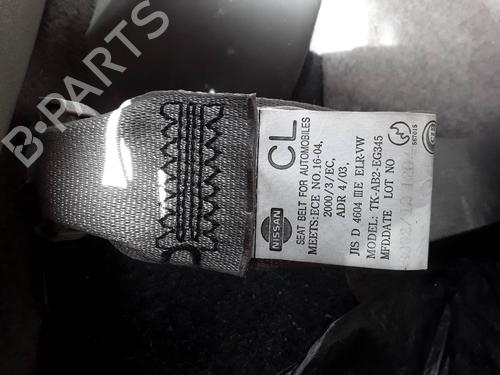 B-PARTS
CL
NISSAN
SEAT BELT FOR AUTOMOBILES
MEETS:ECE NO.16-04,
2000/3/EC,
ADR 4/03,
JIS D 4604 ⅢE ELR-VW
MODEL: TK-AB2-EG345
MFD.DATE LOT NO